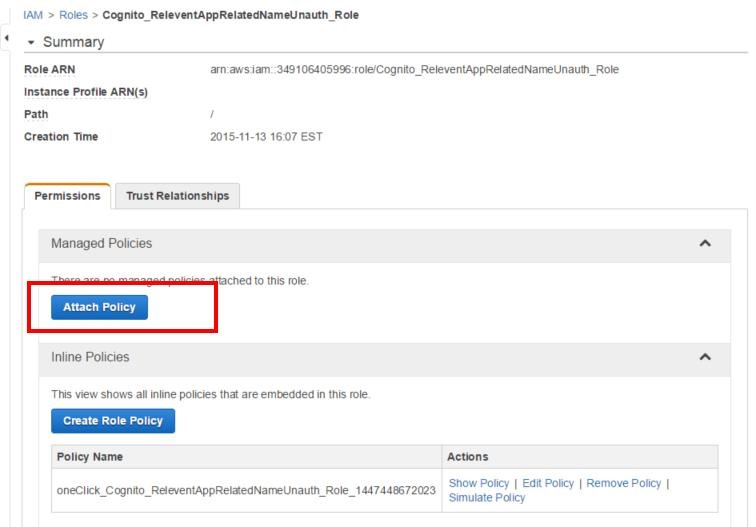 IAM > Roles > Cognito_ReleventAppRelatedNameUnauth_Role
Summary
Role ARN arn:aws:iam::349106405996:role/Cognito_ReleventAppRelatedNameUnauth_Role
Instance Profile ARN(s)
Path /
Creation Time 2015-11-13 16:07 EST
Permissions Trust Relationships
Managed Policies
There are no managed policies attached to this role.
Attach Policy
Inline Policies
This view shows all inline policies that are embedded in this role.
Create Role Policy
Policy Name Actions
oneClick_Cognito_ReleventAppRelatedNameUnauth_Role_1447448672023 Show Policy | Edit Policy | Remove Policy |
Simulate Policy